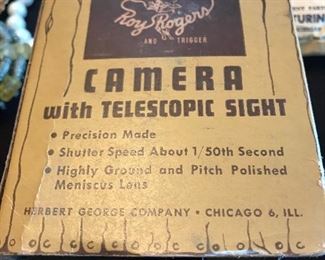 Roy Rogers
AND TRIGGER
CAMERA
with TELESCOPIC SIGHT
• Precision Made
• Shutter Speed About 1/50th Second
• Highly Ground and Pitch Polished
Meniscus Lens
HERBERT GEORGE COMPANY • CHICAGO 6, ILL.